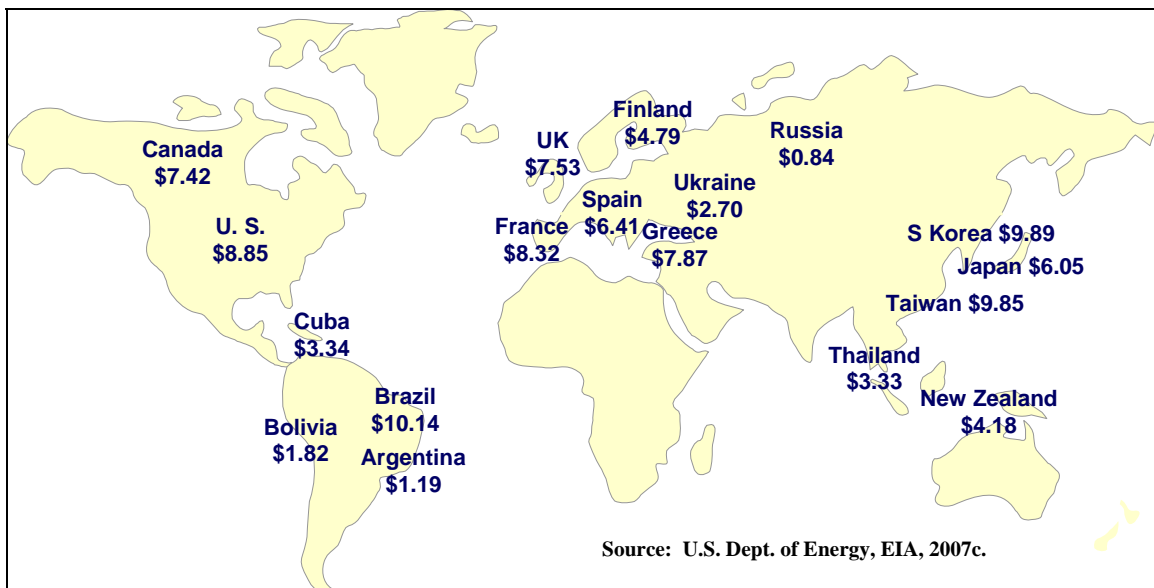 Finland
$4.79
Russia
$0.84
UK
$7.53
Canada
$7.42
Ukraine
$2.70
Spain
$6.41
U. S.
$8.85
France
$8.32
Greece
$7.87
S Korea $9.89
Japan $6.05
Taiwan $9.85
Cuba
$3.34
Thailand
$3.33
Brazil
$10.14
New Zealand
$4.18
Bolivia
$1.82
Argentina
$1.19
Source: U.S. Dept. of Energy, EIA, 2007c.